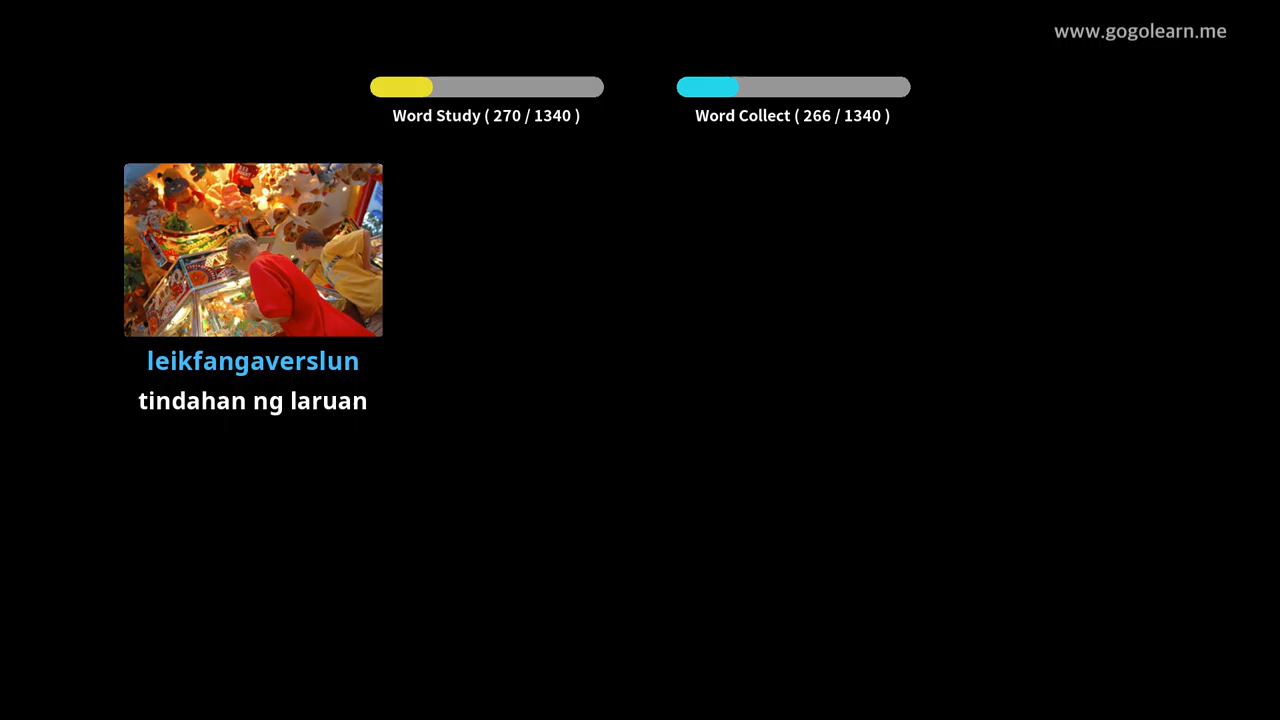 www.gogolearn.me
Word Study ( 270 / 1340 )
Word Collect ( 266 / 1340 )
leikfangaverslun
tindahan ng laruan